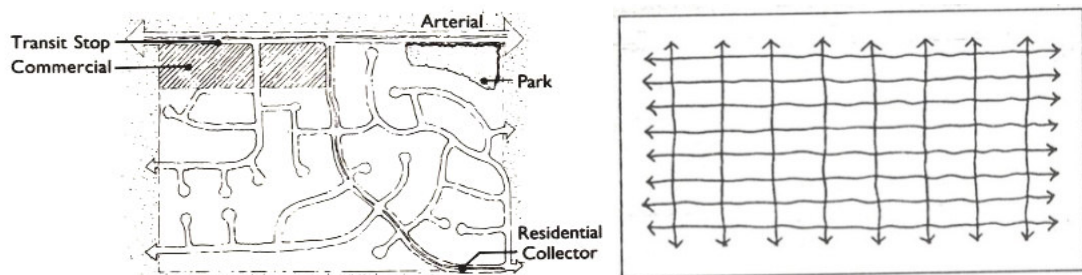 Arterial
Transit Stop
Commercial
Park
Residential
Collector